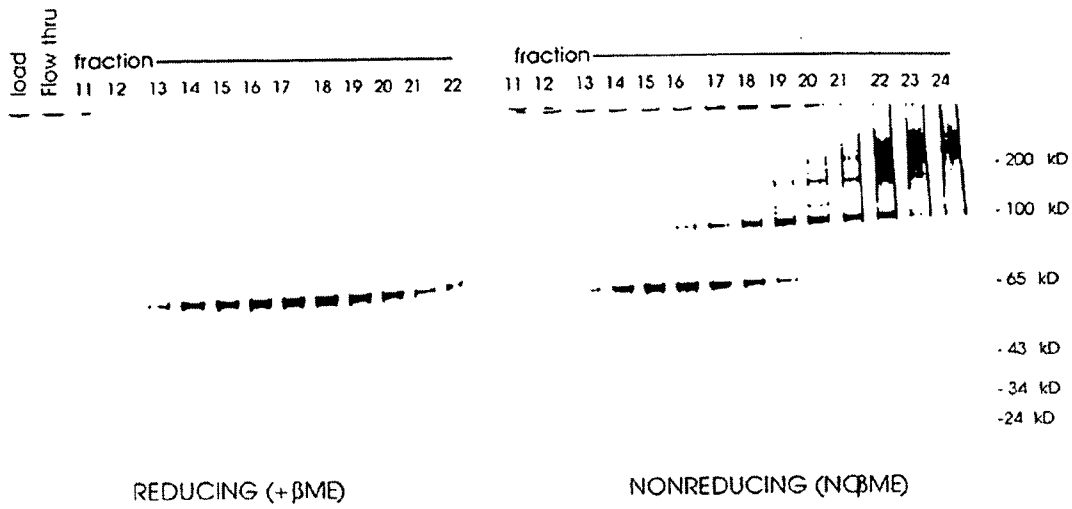 load
Flow thru
fraction
11 12 13 14 15 16 17 18 19 20 21 22
fraction
11 12 13 14 15 16 17 18 19 20 21 22 23 24
- 200 kD
- 100 kD
- 65 kD
- 43 kD
- 34 kD
- 24 kD
REDUCING (+βME)
NONREDUCING (NOβME)